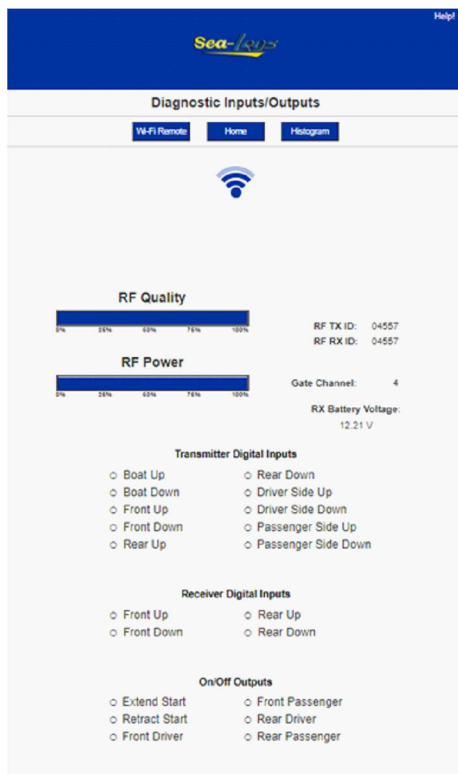 Help!
Sea-Legs
Diagnostic Inputs/Outputs
Wi-Fi Remote Home Histogram
RF Quality
0% 25% 60% 75% 100%
RF TX ID: 04557
RF RX ID: 04557
RF Power
0% 25% 60% 75% 100%
Gate Channel: 4
RX Battery Voltage:
12.21 V
Transmitter Digital Inputs
Boat Up Rear Down
Boat Down Driver Side Up
Front Up Driver Side Down
Front Down Passenger Side Up
Rear Up Passenger Side Down
Receiver Digital Inputs
Front Up Rear Up
Front Down Rear Down
On/Off Outputs
Extend Start Front Passenger
Retract Start Rear Driver
Front Driver Rear Passenger